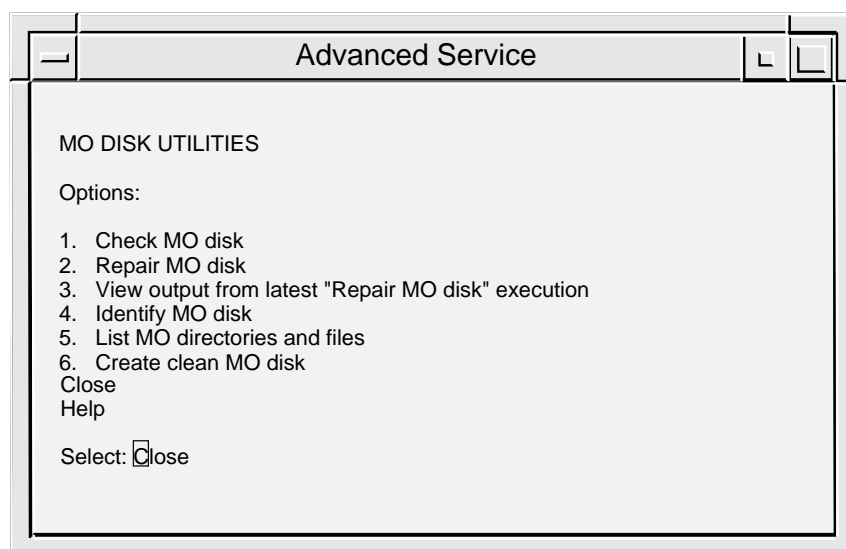 Advanced Service
MO DISK UTILITIES
Options:
1. Check MO disk
2. Repair MO disk
3. View output from latest "Repair MO disk" execution
4. Identify MO disk
5. List MO directories and files
6. Create clean MO disk
Close
Help
Select: Close